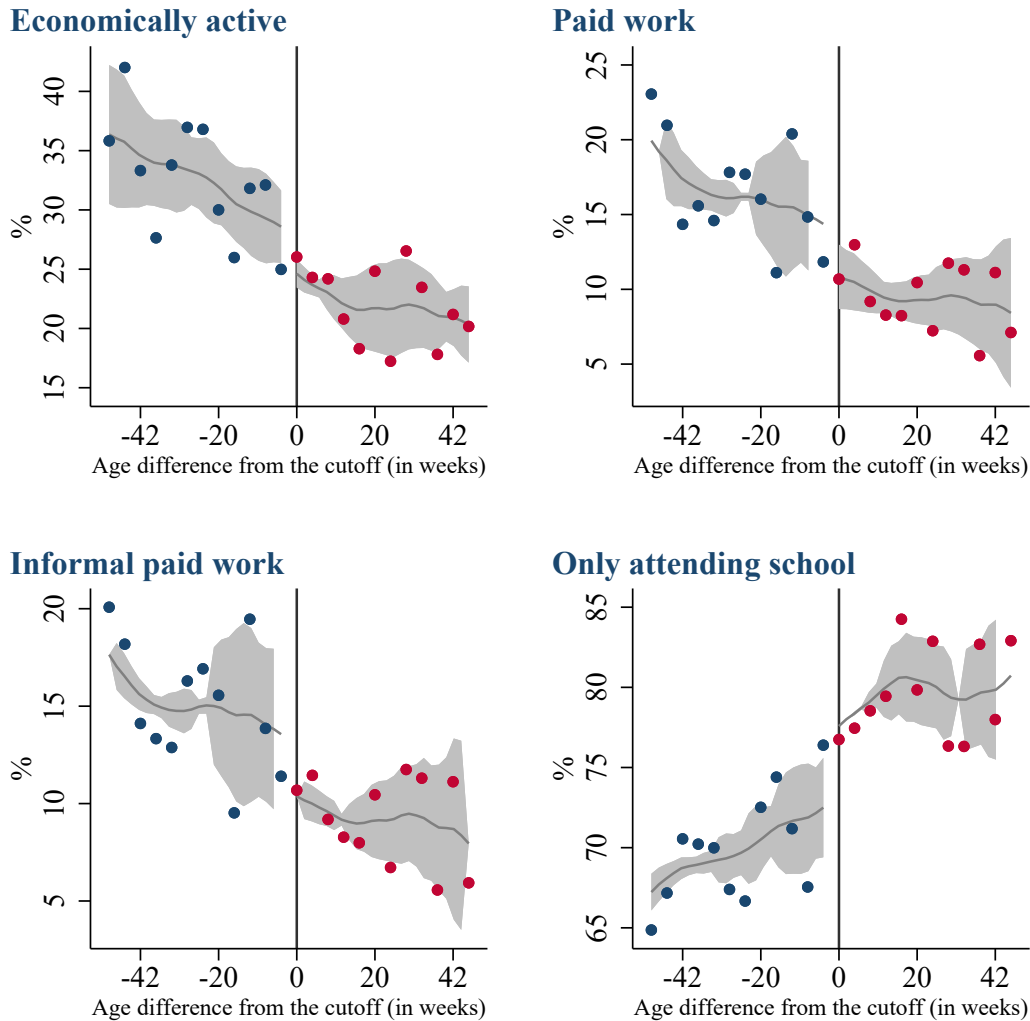 Economically active
%
40
35
30
25
20
15
-42 -20 0 20 42
Age difference from the cutoff (in weeks)
Paid work
%
25
20
15
10
5
-42 -20 0 20 42
Age difference from the cutoff (in weeks)
Informal paid work
%
20
15
10
5
-42 -20 0 20 42
Age difference from the cutoff (in weeks)
Only attending school
%
85
80
75
70
65
-42 -20 0 20 42
Age difference from the cutoff (in weeks)